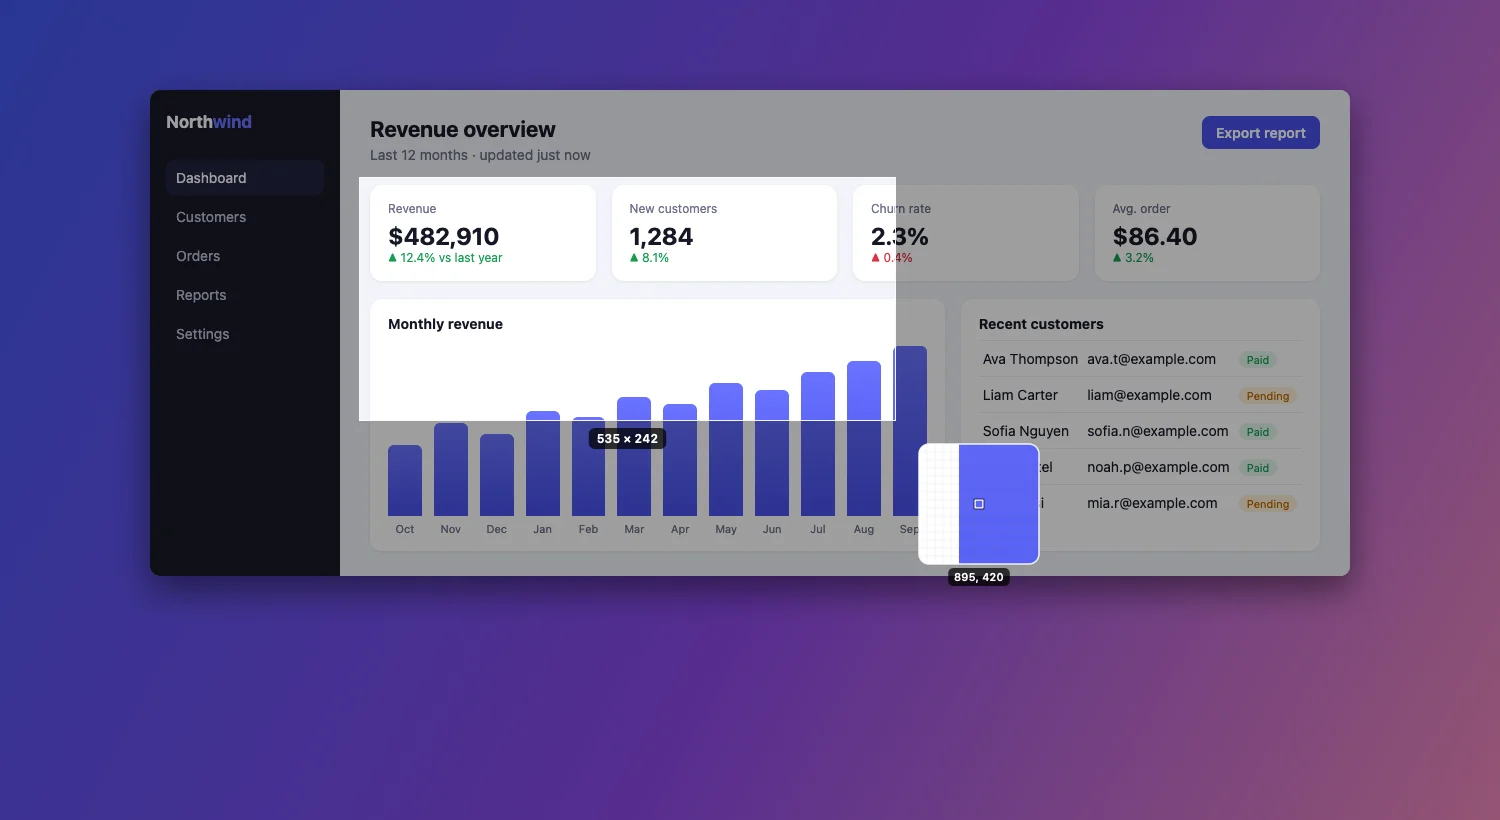 Northwind
Dashboard
Customers
Orders
Reports
Settings
Revenue overview
Last 12 months · updated just now
Export report
Revenue
$482,910
▲ 12.4% vs last year
New customers
1,284
▲ 8.1%
Churn rate
2.3%
▲ 0.4%
Avg. order
$86.40
▲ 3.2%
Monthly revenue
Oct Nov Dec Jan Feb Mar Apr May Jun Jul Aug Sep
535 × 242
Recent customers
Ava Thompson ava.t@example.com Paid
Liam Carter liam@example.com Pending
Sofia Nguyen sofia.n@example.com Paid
noah.p@example.com Paid
mia.r@example.com Pending
895, 420